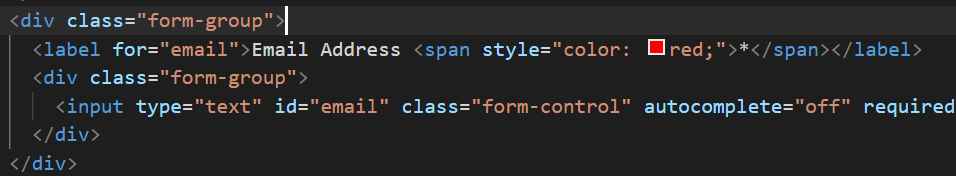 <div class="form-group">
<label for="email">Email Address <span style="color: red;">*</span></label>
<div class="form-group">
<input type="text" id="email" class="form-control" autocomplete="off" required
</div>
</div>